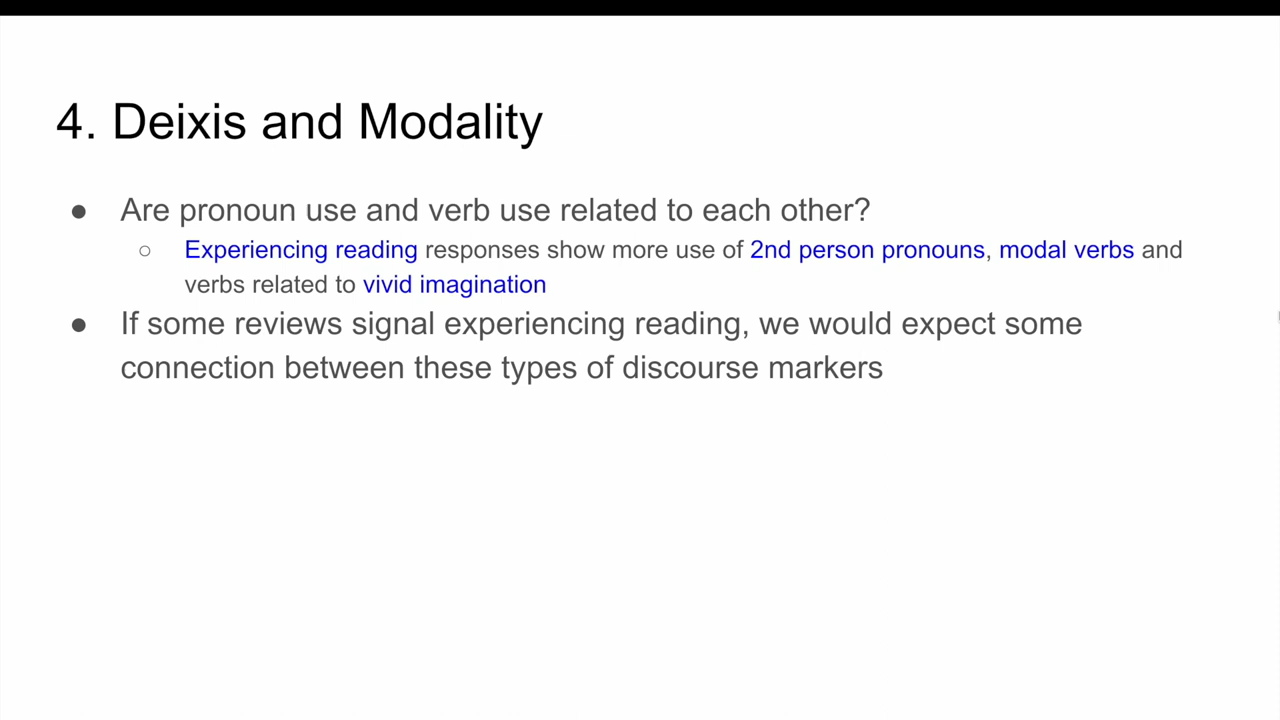 4. Deixis and Modality
● Are pronoun use and verb use related to each other?
○ Experiencing reading responses show more use of 2nd person pronouns, modal verbs and
verbs related to vivid imagination
● If some reviews signal experiencing reading, we would expect some
connection between these types of discourse markers